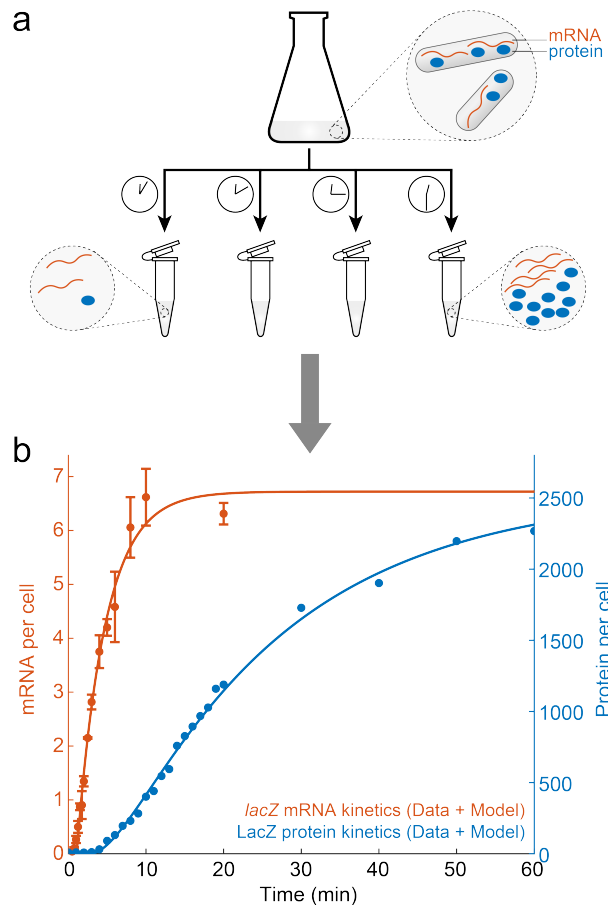 a
mRNA
protein
b
7
6
5
4
3
2
1
0
mRNA per cell
2500
2000
1500
1000
500
0
Protein per cell
lacZ mRNA kinetics (Data + Model)
LacZ protein kinetics (Data + Model)
0 10 20 30 40 50 60
Time (min)